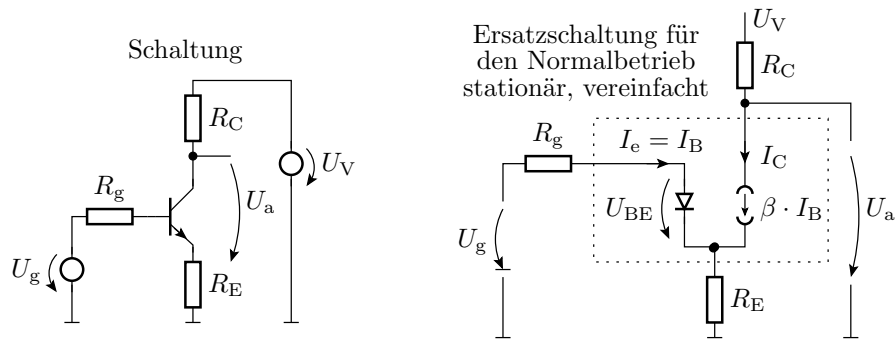 Schaltung
R_C
U_V
R_g
U_a
U_g
R_E
Ersatzschaltung für
den Normalbetrieb
stationär, vereinfacht
U_V
R_C
R_g
I_e = I_B
I_C
U_BE
β · I_B
U_a
U_g
R_E